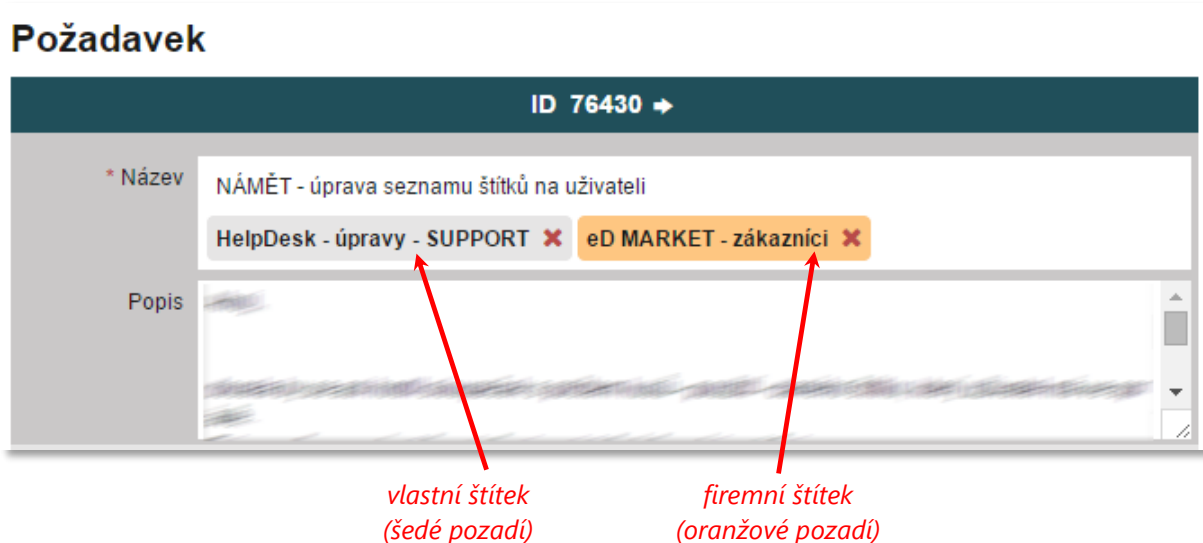 Požadavek
ID 76430
* Název
NÁMĚT - úprava seznamu štítků na uživateli
HelpDesk - úpravy - SUPPORT ✖ eD MARKET - zákazníci ✖
Popis
vlastní štítek
(šedé pozadí)
firemní štítek
(oranžové pozadí)